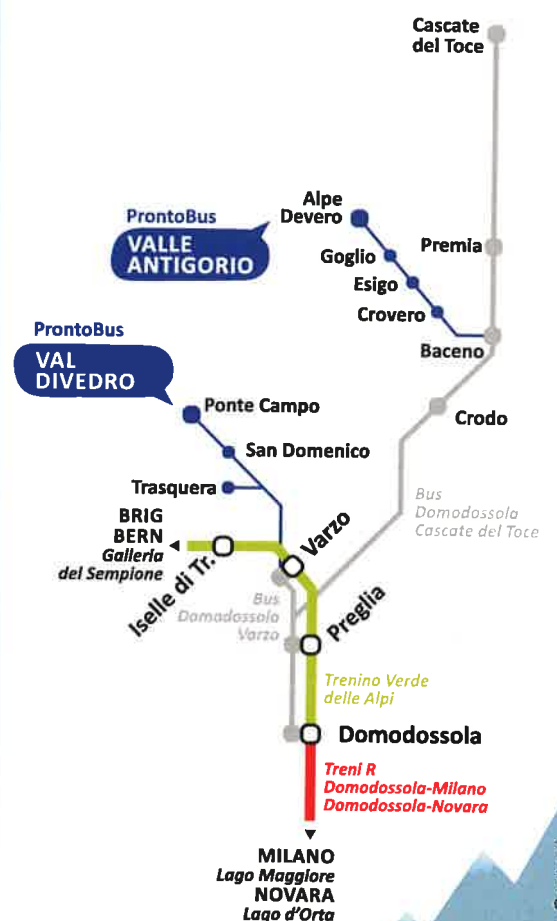 Cascate
del Toce
Alpe
Devero
ProntoBus
VALLE
ANTIGORIO
Premia
Goglio
Esigo
Crovero
Baceno
ProntoBus
VAL
DIVEDRO
Ponte Campo
Crodo
San Domenico
Trasquera
Bus
Domodossola
Cascate del Toce
BRIG
BERN
Galleria
del Sempione
Iselle di Tr.
Varzo
Bus
Domodossola
Varzo
Preglia
Trenino Verde
delle Alpi
Domodossola
Treni R
Domodossola-Milano
Domodossola-Novara
MILANO
Lago Maggiore
NOVARA
Lago d'Orta